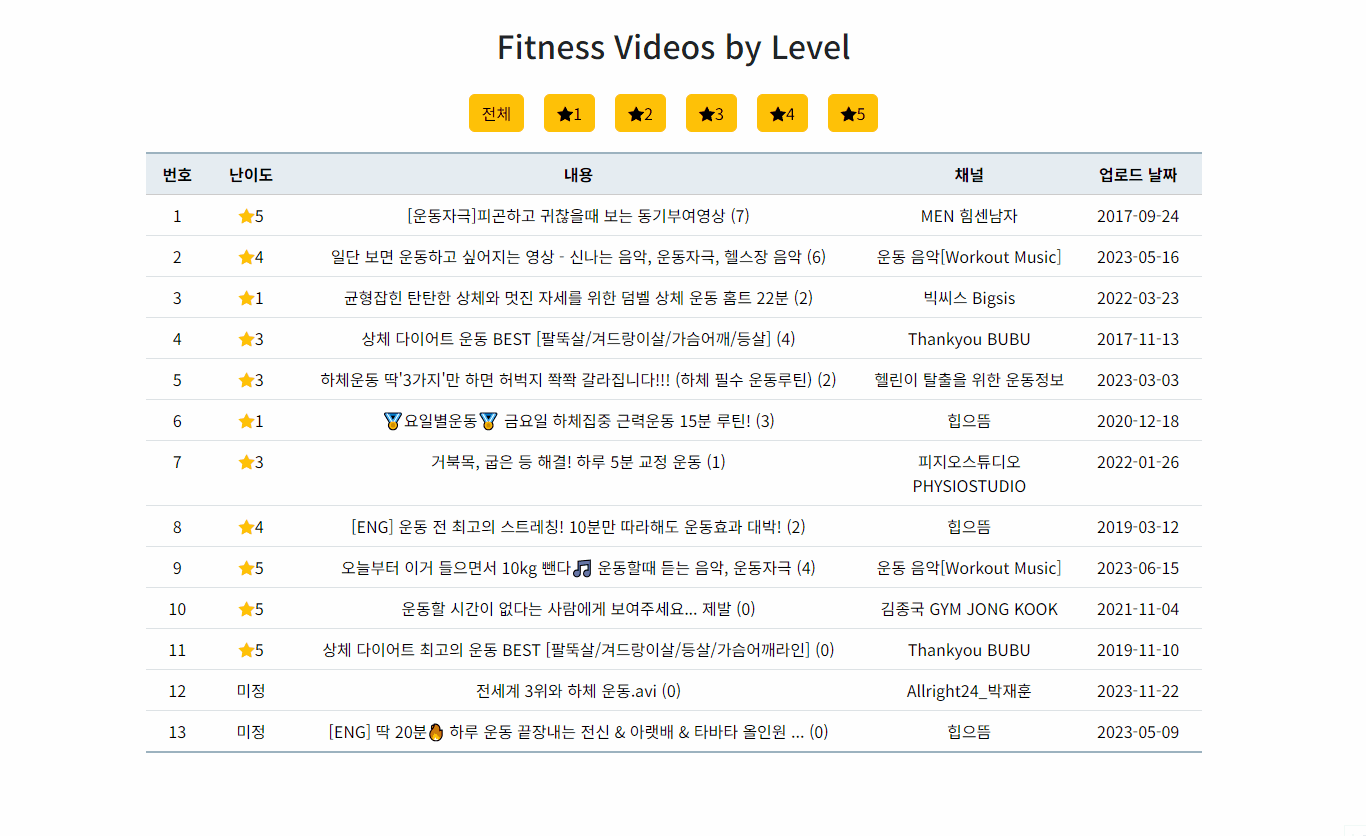 Fitness Videos by Level
전체 ★1 ★2 ★3 ★4 ★5
번호 난이도 내용 채널 업로드 날짜
1 ★5 [운동자극]피곤하고 귀찮을때 보는 동기부여영상 (7) MEN 힘센남자 2017-09-24
2 ★4 일단 보면 운동하고 싶어지는 영상 - 신나는 음악, 운동자극, 헬스장 음악 (6) 운동 음악[Workout Music] 2023-05-16
3 ★1 균형잡힌 탄탄한 상체와 멋진 자세를 위한 덤벨 상체 운동 홈트 22분 (2) 빅씨스 Bigsis 2022-03-23
4 ★3 상체 다이어트 운동 BEST [팔뚝살/겨드랑이살/가슴어깨/등살] (4) Thankyou BUBU 2017-11-13
5 ★3 하체운동 딱'3가지'만 하면 허벅지 쫙쫙 갈라집니다!!! (하체 필수 운동루틴) (2) 헬린이 탈출을 위한 운동정보 2023-03-03
6 ★1 🏅요일별운동🏅 금요일 하체집중 근력운동 15분 루틴! (3) 힙으뜸 2020-12-18
7 ★3 거북목, 굽은 등 해결! 하루 5분 교정 운동 (1) 피지오스튜디오 2022-01-26
PHYSIOSTUDIO
8 ★4 [ENG] 운동 전 최고의 스트레칭! 10분만 따라해도 운동효과 대박! (2) 힙으뜸 2019-03-12
9 ★5 오늘부터 이거 들으면서 10kg 뺀다🎵 운동할때 듣는 음악, 운동자극 (4) 운동 음악[Workout Music] 2023-06-15
10 ★5 운동할 시간이 없다는 사람에게 보여주세요... 제발 (0) 김종국 GYM JONG KOOK 2021-11-04
11 ★5 상체 다이어트 최고의 운동 BEST [팔뚝살/겨드랑이살/등살/가슴어깨라인] (0) Thankyou BUBU 2019-11-10
12 미정 전세계 3위와 하체 운동.avi (0) Allright24_박재훈 2023-11-22
13 미정 [ENG] 딱 20분🔥 하루 운동 끝장내는 전신 & 아랫배 & 타바타 올인원 ... (0) 힙으뜸 2023-05-09